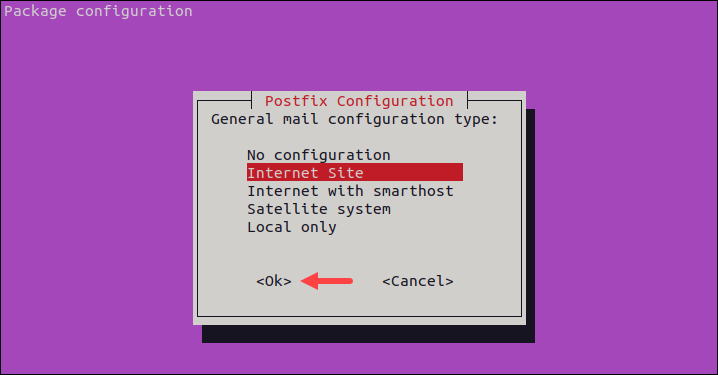 Package configuration
Postfix Configuration
General mail configuration type:
No configuration
Internet Site
Internet with smarthost
Satellite system
Local only
<Ok> <Cancel>